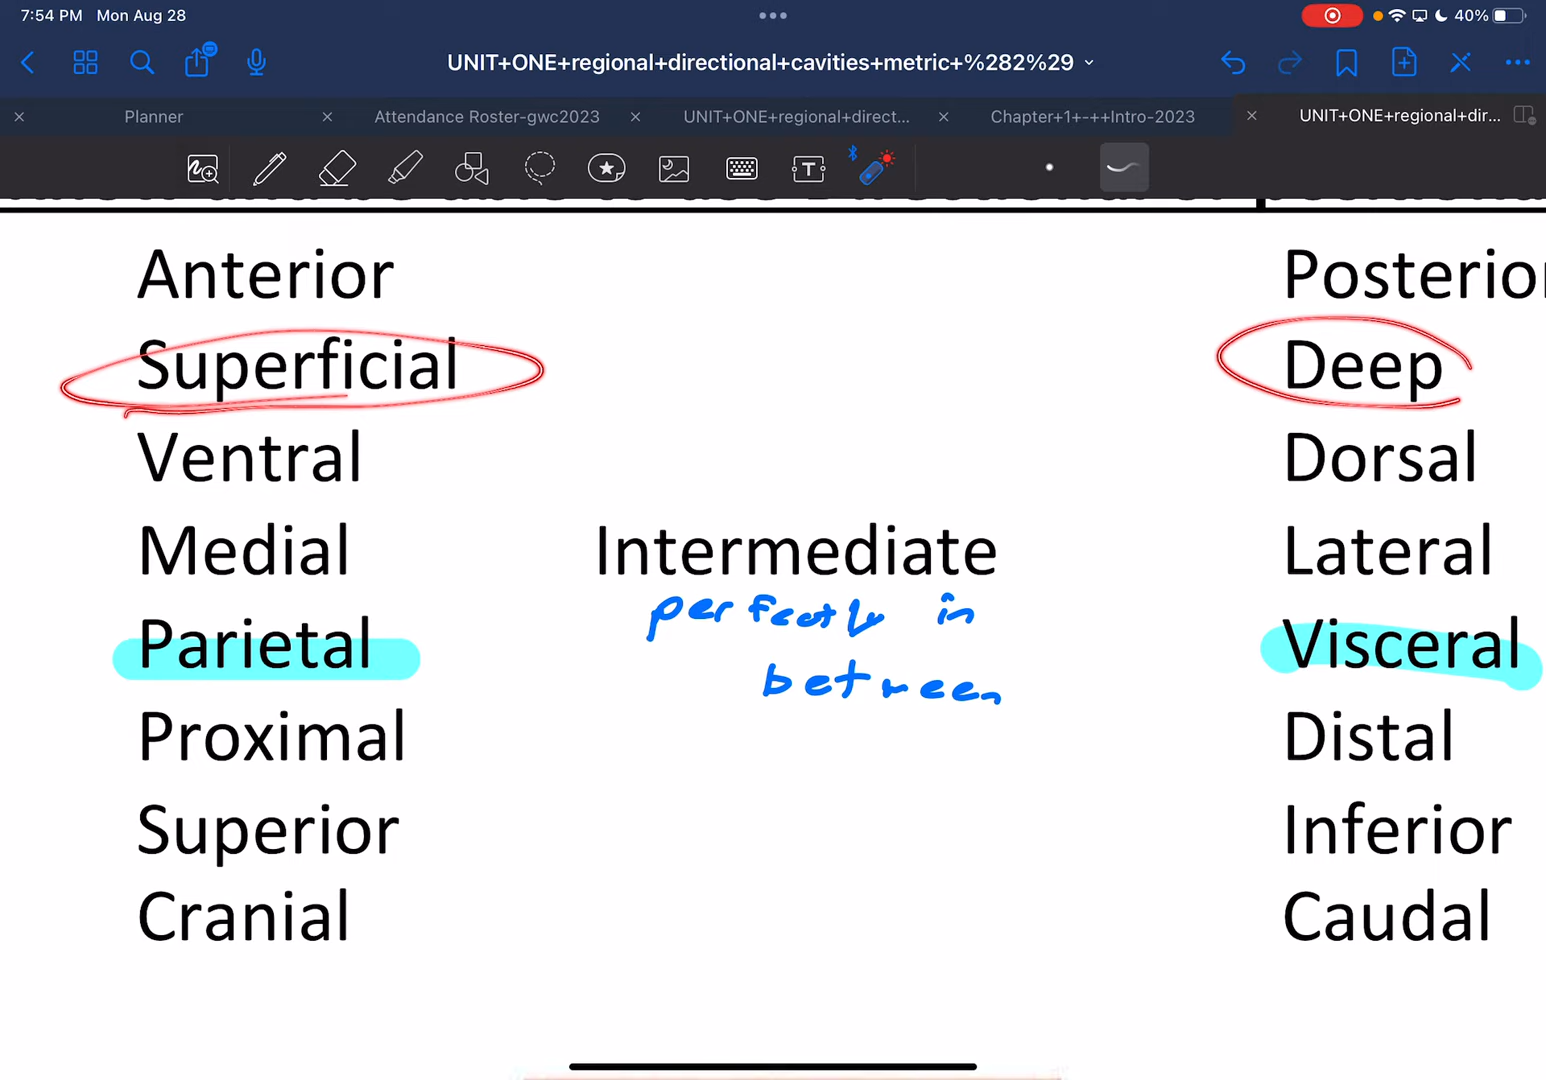 7:54 PM Mon Aug 28
40%
UNIT+ONE+regional+directional+cavities+metric+%282%29
Planner
Attendance Roster-gwc2023
UNIT+ONE+regional+direct...
Chapter+1+-++Intro-2023
UNIT+ONE+regional+dir...
Anterior Posterior
Superficial Deep
Ventral Dorsal
Medial Intermediate Lateral
perfectly in
Parietal Visceral
between
Proximal Distal
Superior Inferior
Cranial Caudal